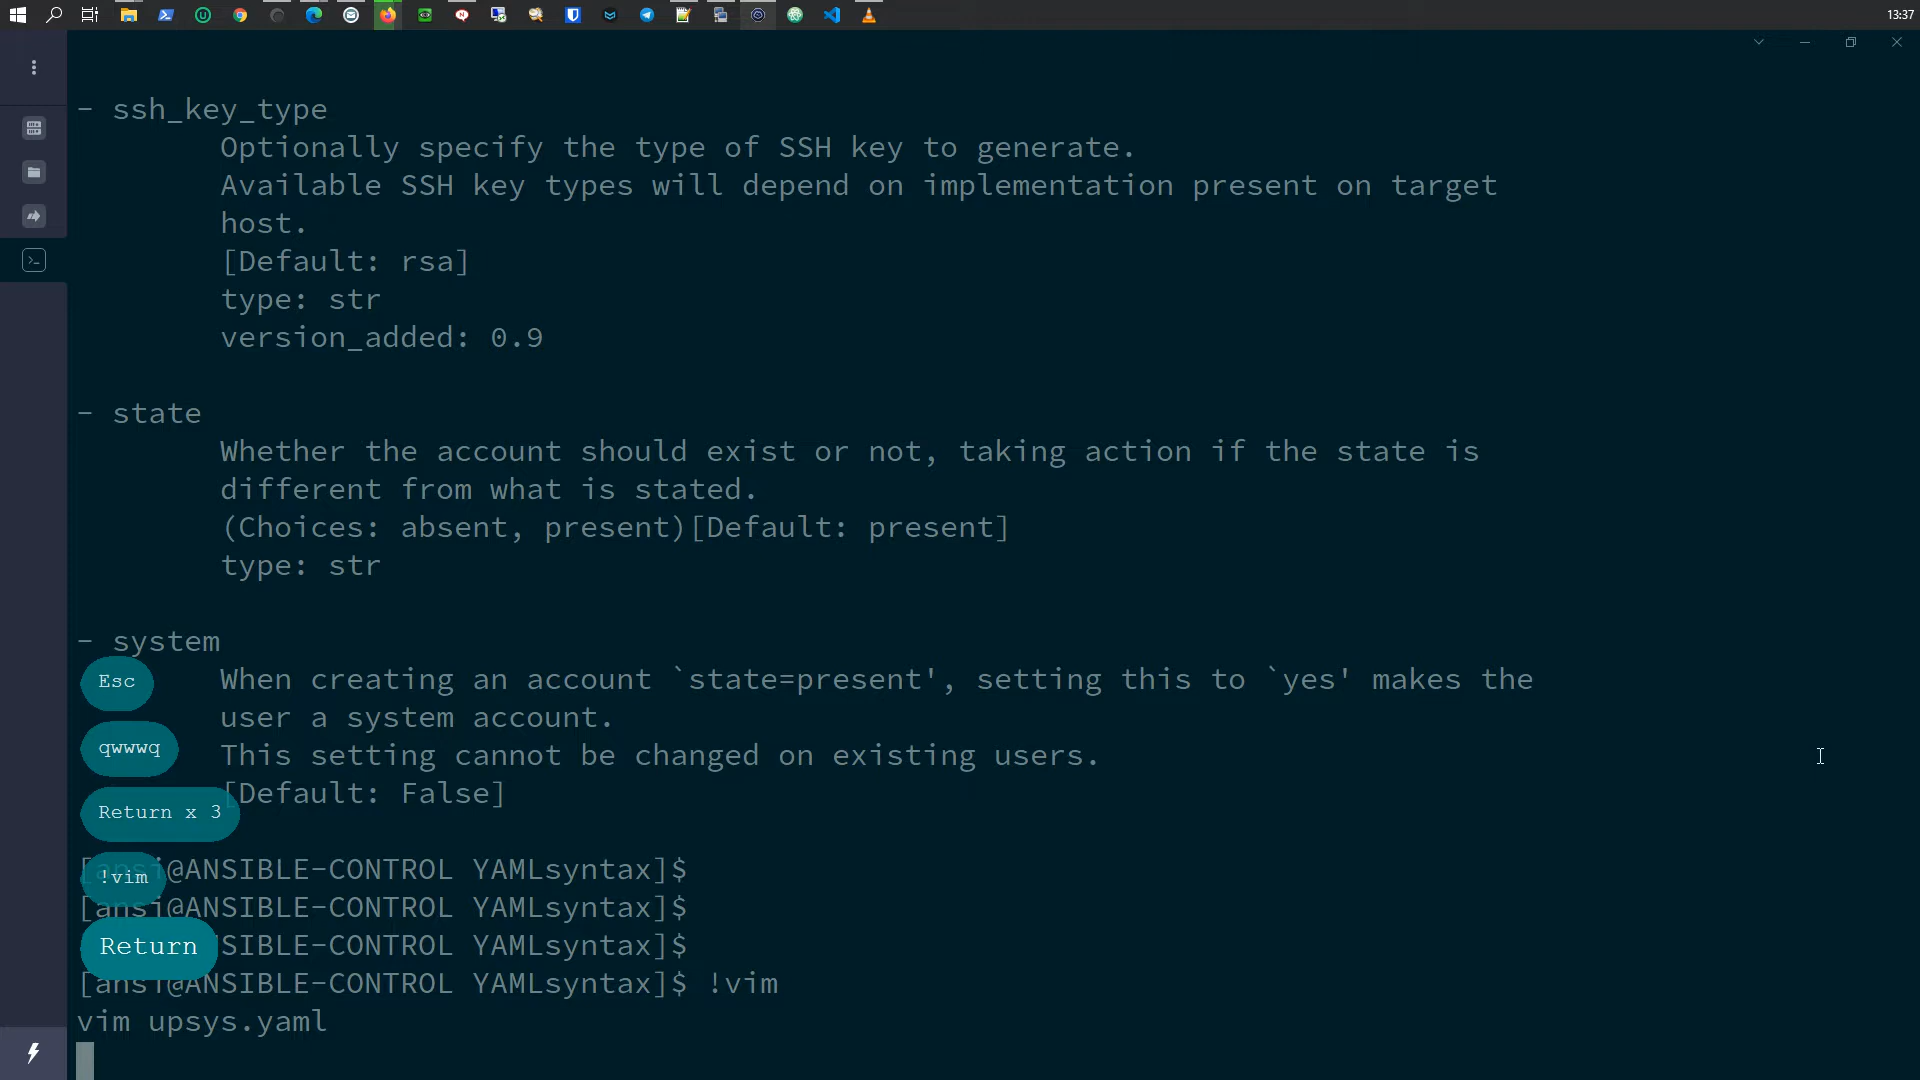 13:37
- ssh_key_type
Optionally specify the type of SSH key to generate.
Available SSH key types will depend on implementation present on target
host.
[Default: rsa]
type: str
version_added: 0.9
- state
Whether the account should exist or not, taking action if the state is
different from what is stated.
(Choices: absent, present)[Default: present]
type: str
- system
Esc
When creating an account `state=present', setting this to `yes' makes the
user a system account.
qwwwq
This setting cannot be changed on existing users.
[Default: False]
Return x 3
[ansi@ANSIBLE-CONTROL YAMLsyntax]$
!vim
[ansi@ANSIBLE-CONTROL YAMLsyntax]$
Return
SIBLE-CONTROL YAMLsyntax]$
[ansi@ANSIBLE-CONTROL YAMLsyntax]$ !vim
vim upsys.yaml